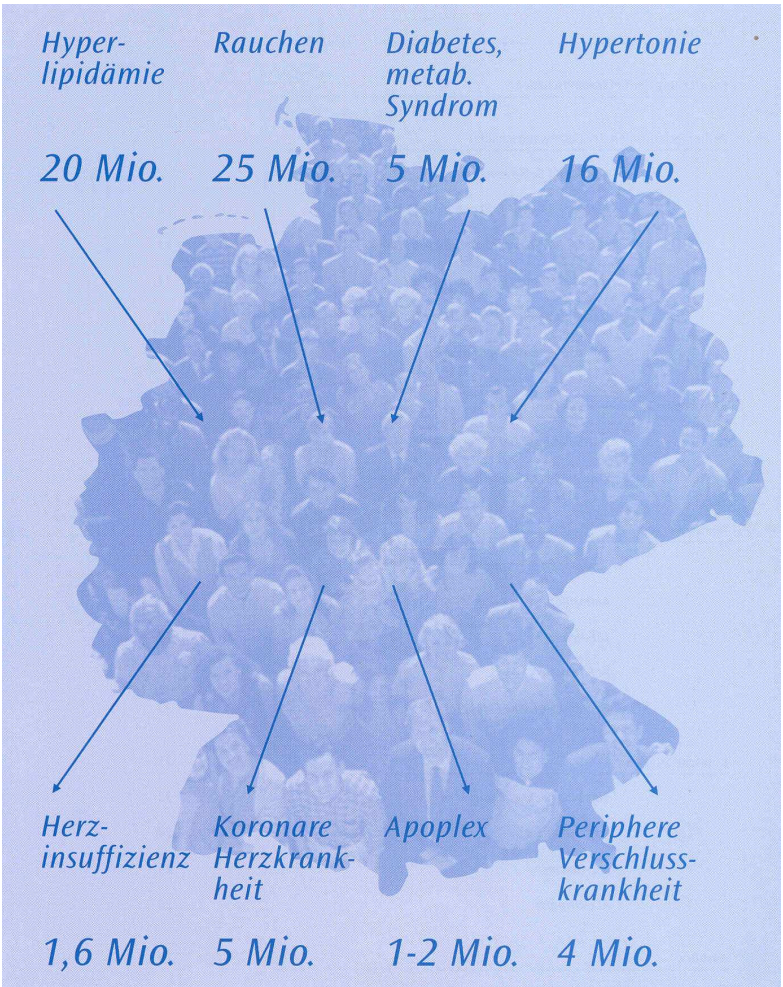 Hyper-
lipidämie
20 Mio.
Rauchen
25 Mio.
Diabetes,
metab.
Syndrom
5 Mio.
Hypertonie
16 Mio.
Herz-
insuffizienz
1,6 Mio.
Koronare
Herzkrank-
heit
5 Mio.
Apoplex
1-2 Mio.
Periphere
Verschluss-
krankheit
4 Mio.